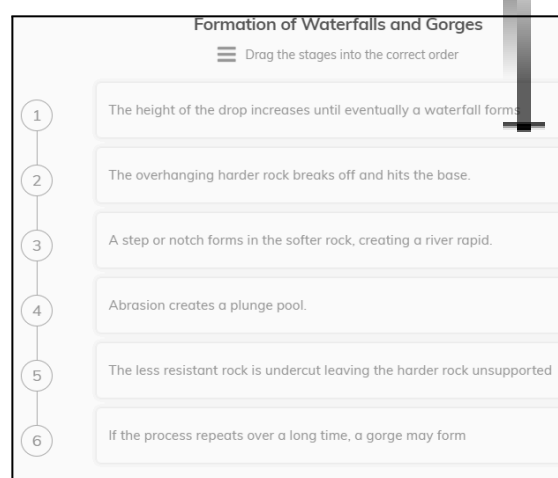 Formation of Waterfalls and Gorges
Drag the stages into the correct order
1 The height of the drop increases until eventually a waterfall forms
2 The overhanging harder rock breaks off and hits the base.
3 A step or notch forms in the softer rock, creating a river rapid.
4 Abrasion creates a plunge pool.
5 The less resistant rock is undercut leaving the harder rock unsupported
6 If the process repeats over a long time, a gorge may form